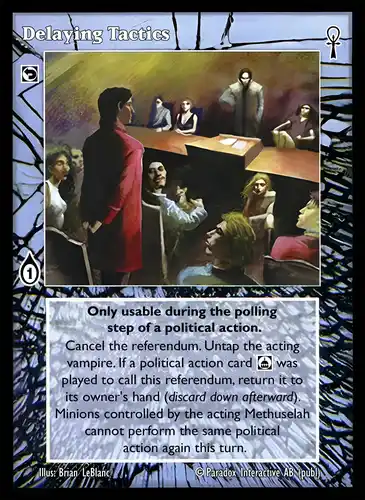 Delaying Tactics
1
Only usable during the polling
step of a political action.
Cancel the referendum. Untap the acting
vampire. If a political action card was
played to call this referendum, return it to
its owner's hand (discard down afterward).
Minions controlled by the acting Methuselah
cannot perform the same political
action again this turn.
Illus: Brian LeBlanc
© Paradox Interactive AB (publ)